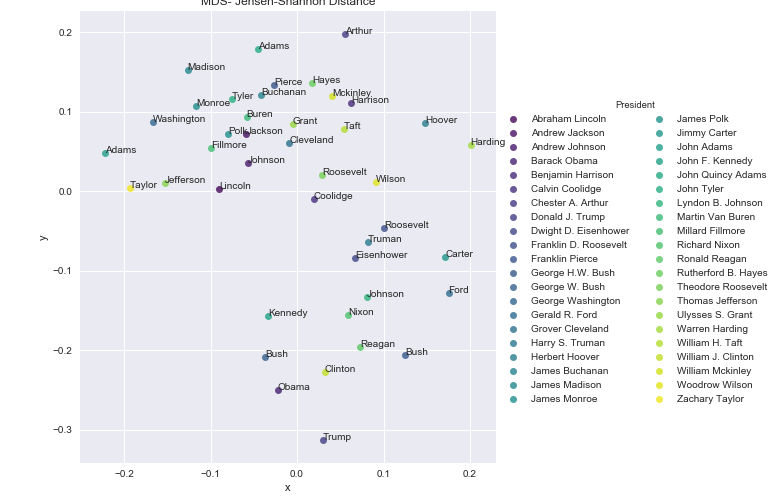 MDS- Jensen-Shannon Distance
0.2
0.1
0.0
−0.1
−0.2
−0.3
y
−0.2
−0.1
0.0
0.1
0.2
x
Arthur
Adams
Madison
Pierce
Hayes
Buchanan
Mckinley
Tyler
Harrison
Monroe
Washington
Buren
Grant
Taft
Hoover
Polk
Jackson
Cleveland
Harding
Fillmore
Adams
Johnson
Roosevelt
Wilson
Taylor
Jefferson
Lincoln
Coolidge
Roosevelt
Truman
Eisenhower
Carter
Johnson
Ford
Kennedy
Nixon
Reagan
Bush
Bush
Clinton
Obama
Trump
President
Abraham Lincoln
Andrew Jackson
Andrew Johnson
Barack Obama
Benjamin Harrison
Calvin Coolidge
Chester A. Arthur
Donald J. Trump
Dwight D. Eisenhower
Franklin D. Roosevelt
Franklin Pierce
George H.W. Bush
George W. Bush
George Washington
Gerald R. Ford
Grover Cleveland
Harry S. Truman
Herbert Hoover
James Buchanan
James Madison
James Monroe
James Polk
Jimmy Carter
John Adams
John F. Kennedy
John Quincy Adams
John Tyler
Lyndon B. Johnson
Martin Van Buren
Millard Fillmore
Richard Nixon
Ronald Reagan
Rutherford B. Hayes
Theodore Roosevelt
Thomas Jefferson
Ulysses S. Grant
Warren Harding
William H. Taft
William J. Clinton
William Mckinley
Woodrow Wilson
Zachary Taylor